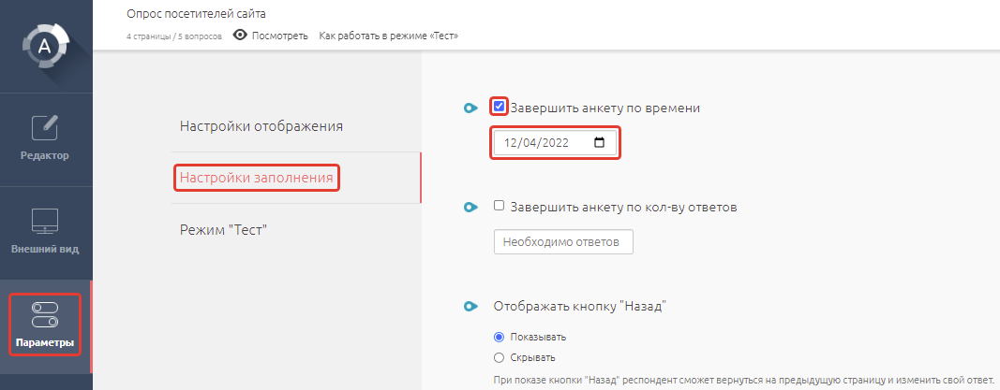 Опрос посетителей сайта
4 страницы / 5 вопросов Посмотреть Как работать в режиме «Тест»
A
Редактор
Внешний вид
Параметры
Настройки отображения
Настройки заполнения
Режим "Тест"
Завершить анкету по времени
12/04/2022
Завершить анкету по кол-ву ответов
Необходимо ответов
Отображать кнопку "Назад"
Показывать
Скрывать
При показе кнопки "Назад" респондент сможет вернуться на предыдущую страницу и изменить свой ответ.